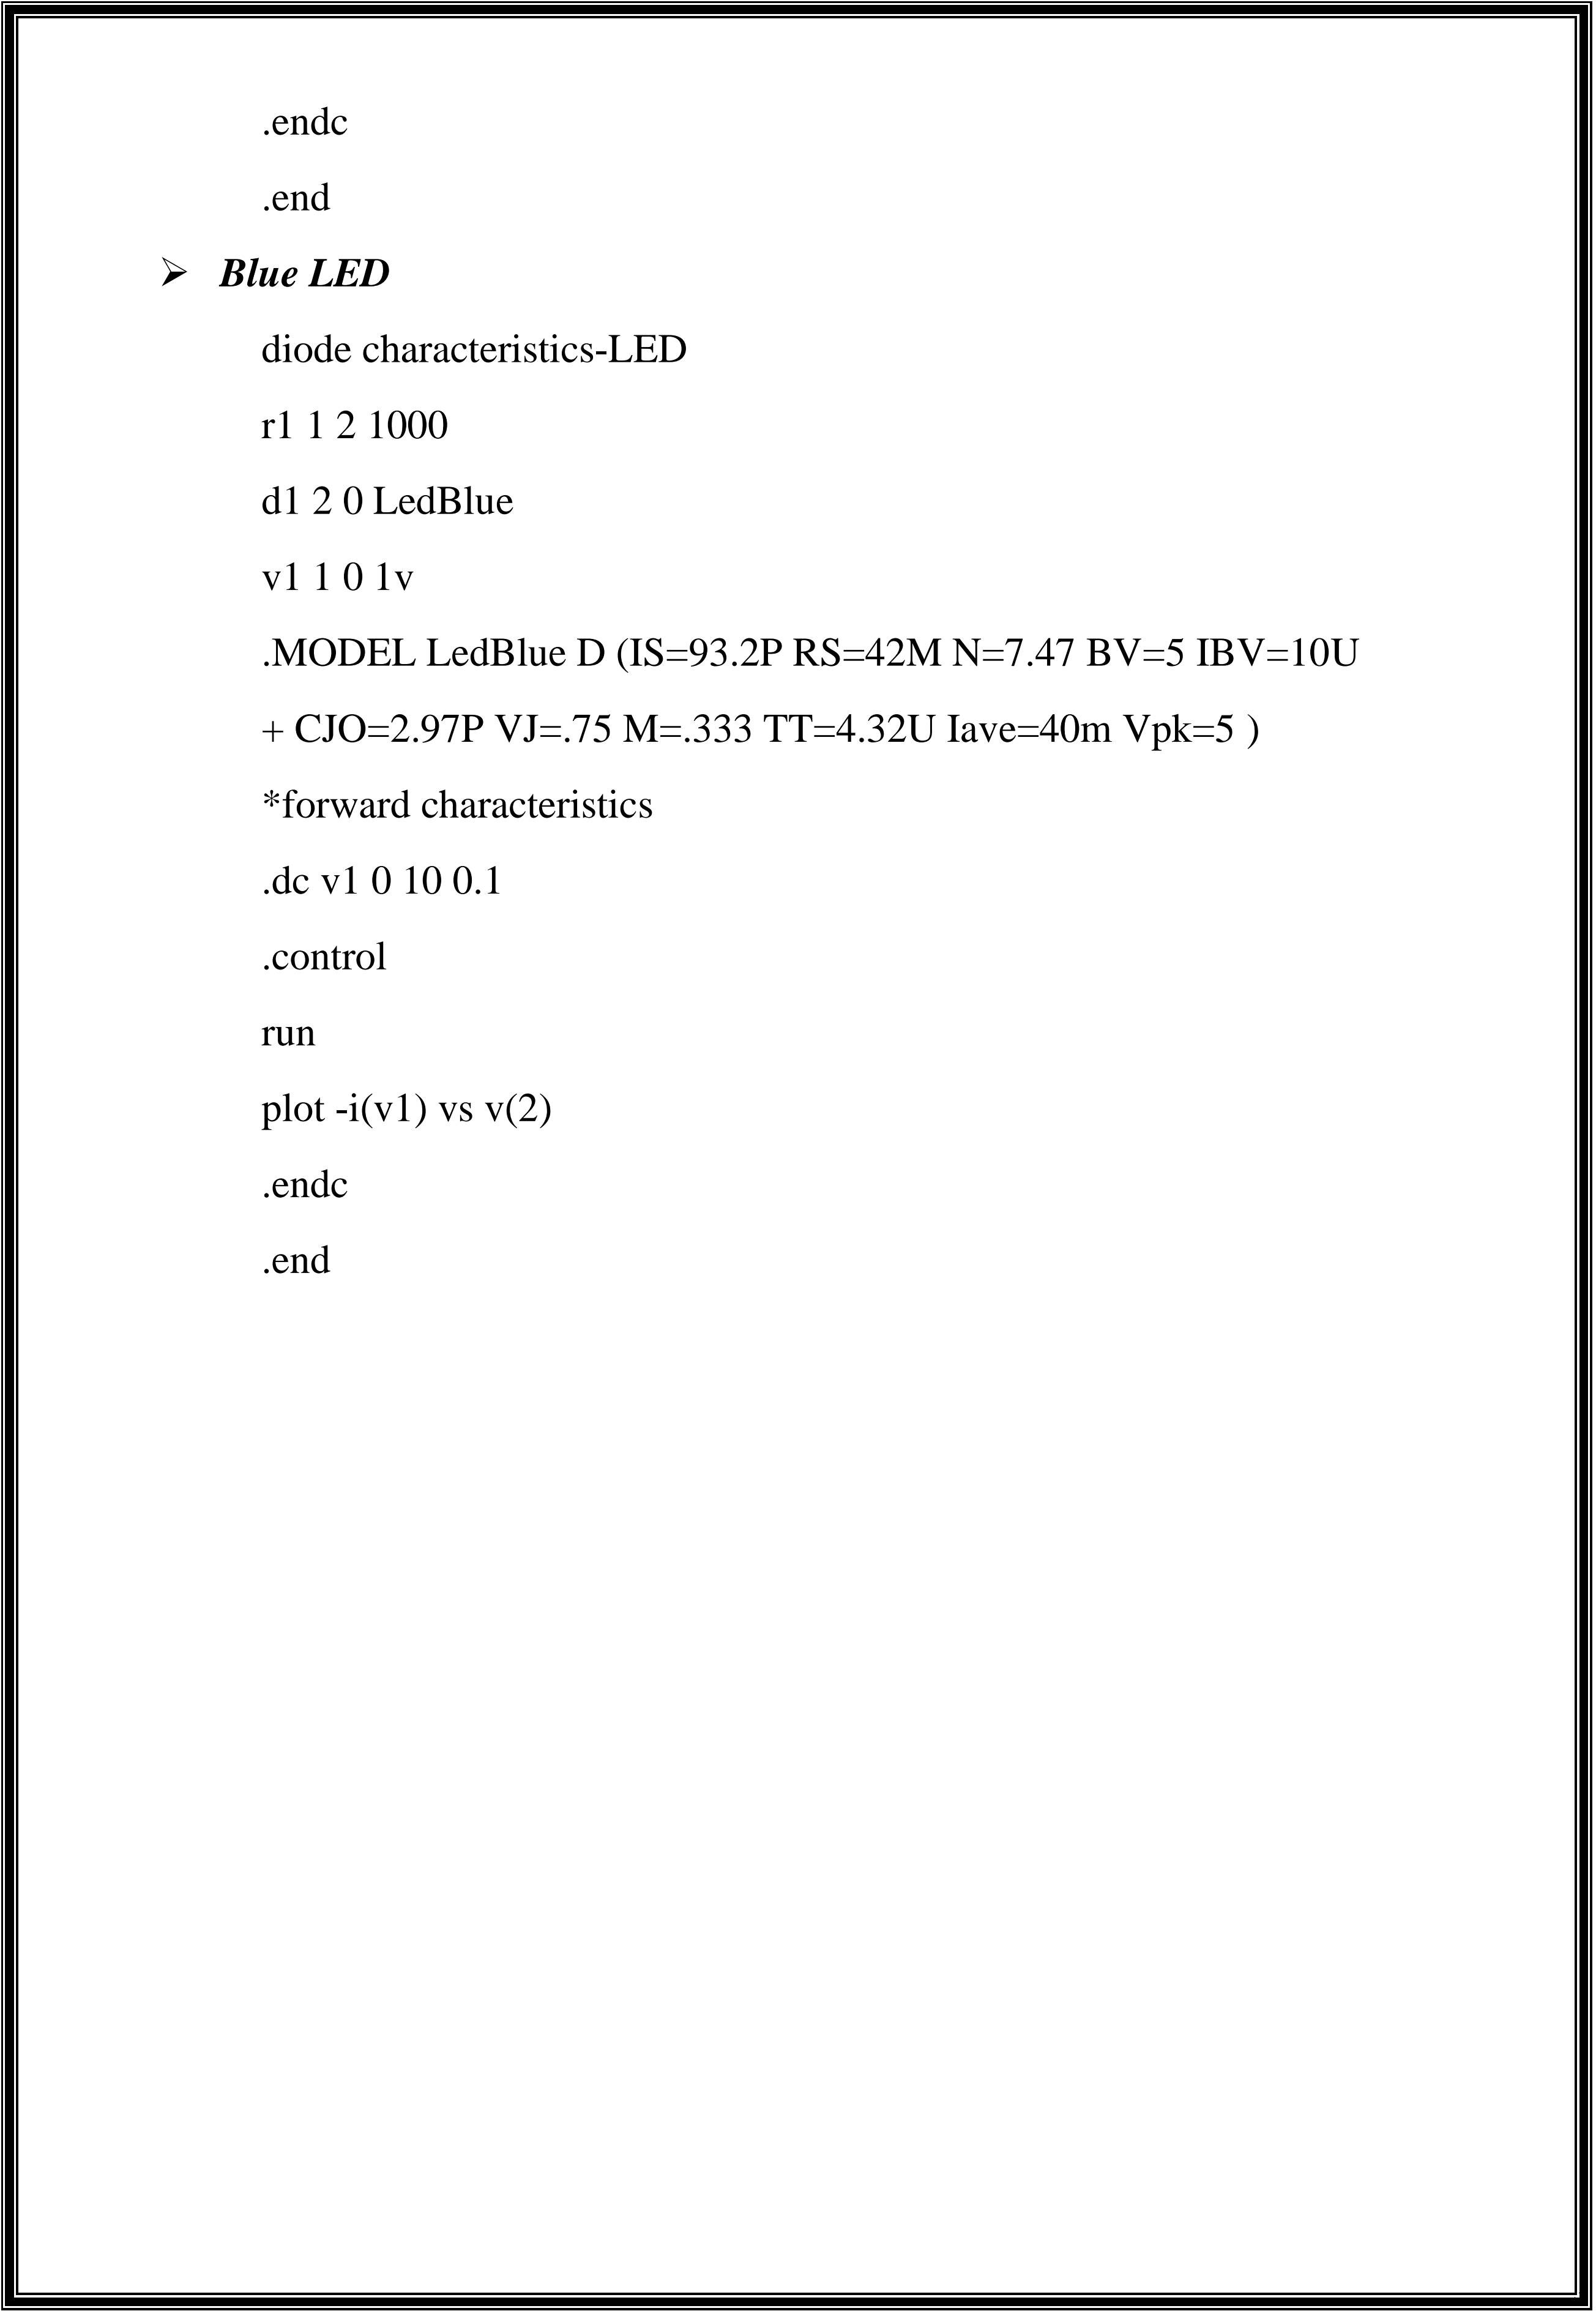 .endc
.end
➢ Blue LED
diode characteristics-LED
r1 1 2 1000
d1 2 0 LedBlue
v1 1 0 1v
.MODEL LedBlue D (IS=93.2P RS=42M N=7.47 BV=5 IBV=10U
+ CJO=2.97P VJ=.75 M=.333 TT=4.32U Iave=40m Vpk=5 )
*forward characteristics
.dc v1 0 10 0.1
.control
run
plot -i(v1) vs v(2)
.endc
.end